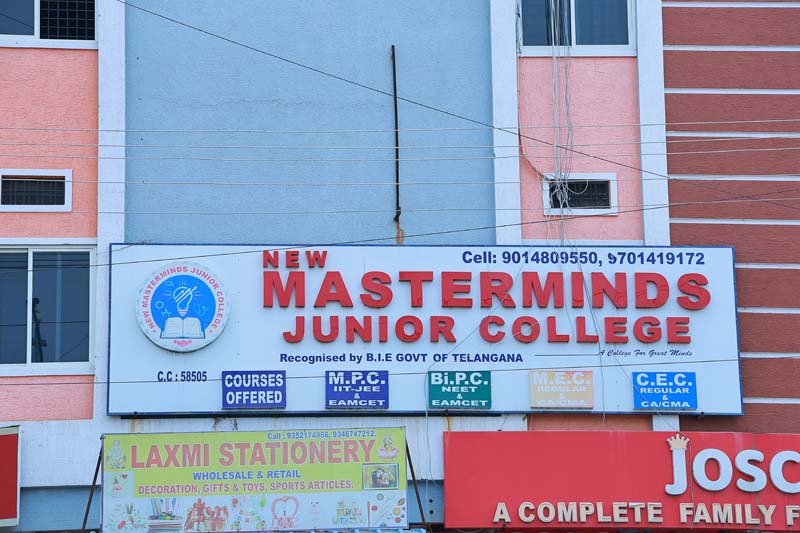 NEW
Cell: 9014809550, 9701419172
MASTERMINDS
JUNIOR COLLEGE
NEW MASTERMINDS JUNIOR COLLEGE
Recognised by B.I.E GOVT OF TELANGANA
A College For Great Minds
C.C : 58505
COURSES
OFFERED
M.P.C.
IIT-JEE
&
EAMCET
Bi.P.C.
NEET
&
EAMCET
M.E.C.
REGULAR
&
CA/CMA
C.E.C.
REGULAR
&
CA/CMA
Call : 9352174966, 9346747212.
LAXMI STATIONERY
WHOLESALE & RETAIL
DECORATION, GIFTS & TOYS, SPORTS ARTICLES.
JOSC
A COMPLETE FAMILY F